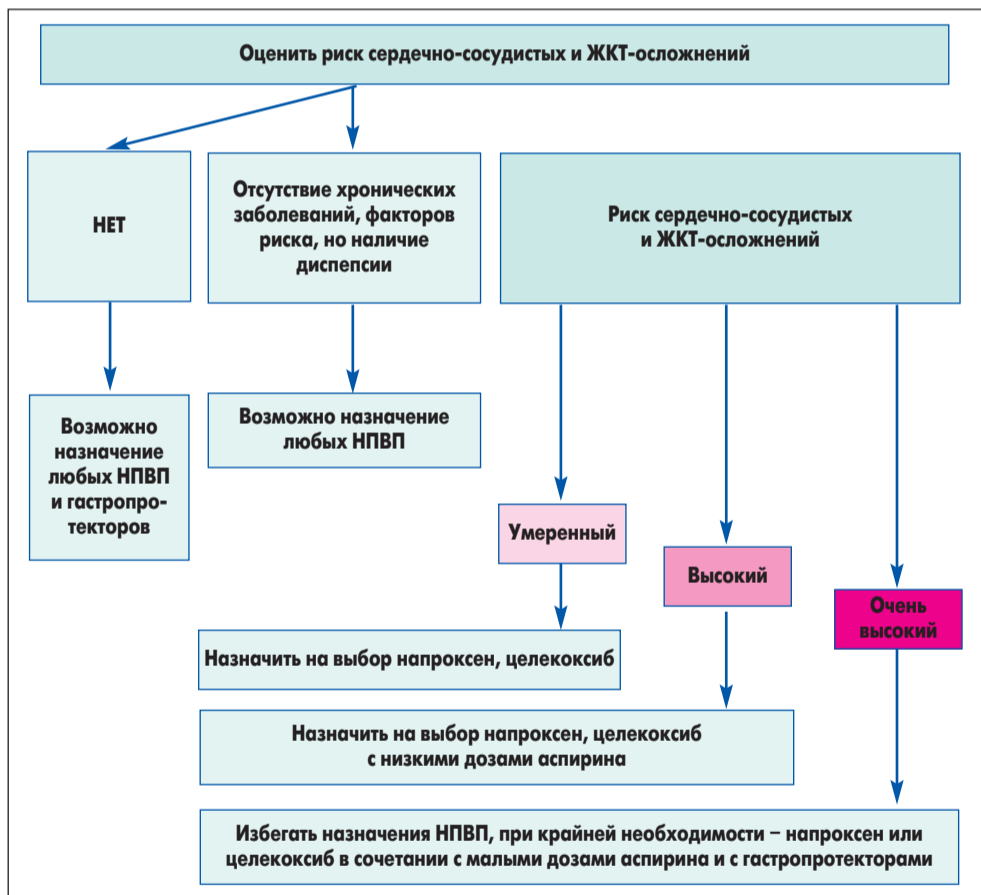 Оценить риск сердечно-сосудистых и ЖКТ-осложнений
НЕТ
Отсутствие хронических
заболеваний, факторов
риска, но наличие
диспепсии
Риск сердечно-сосудистых
и ЖКТ-осложнений
Возможно
назначение
любых НПВП
и гастропро-
текторов
Возможно назначение
любых НПВП
Умеренный
Высокий
Очень
высокий
Назначить на выбор напроксен, целекоксиб
Назначить на выбор напроксен, целекоксиб
с низкими дозами аспирина
Избегать назначения НПВП, при крайней необходимости – напроксен или
целекоксиб в сочетании с малыми дозами аспирина и с гастропротекторами